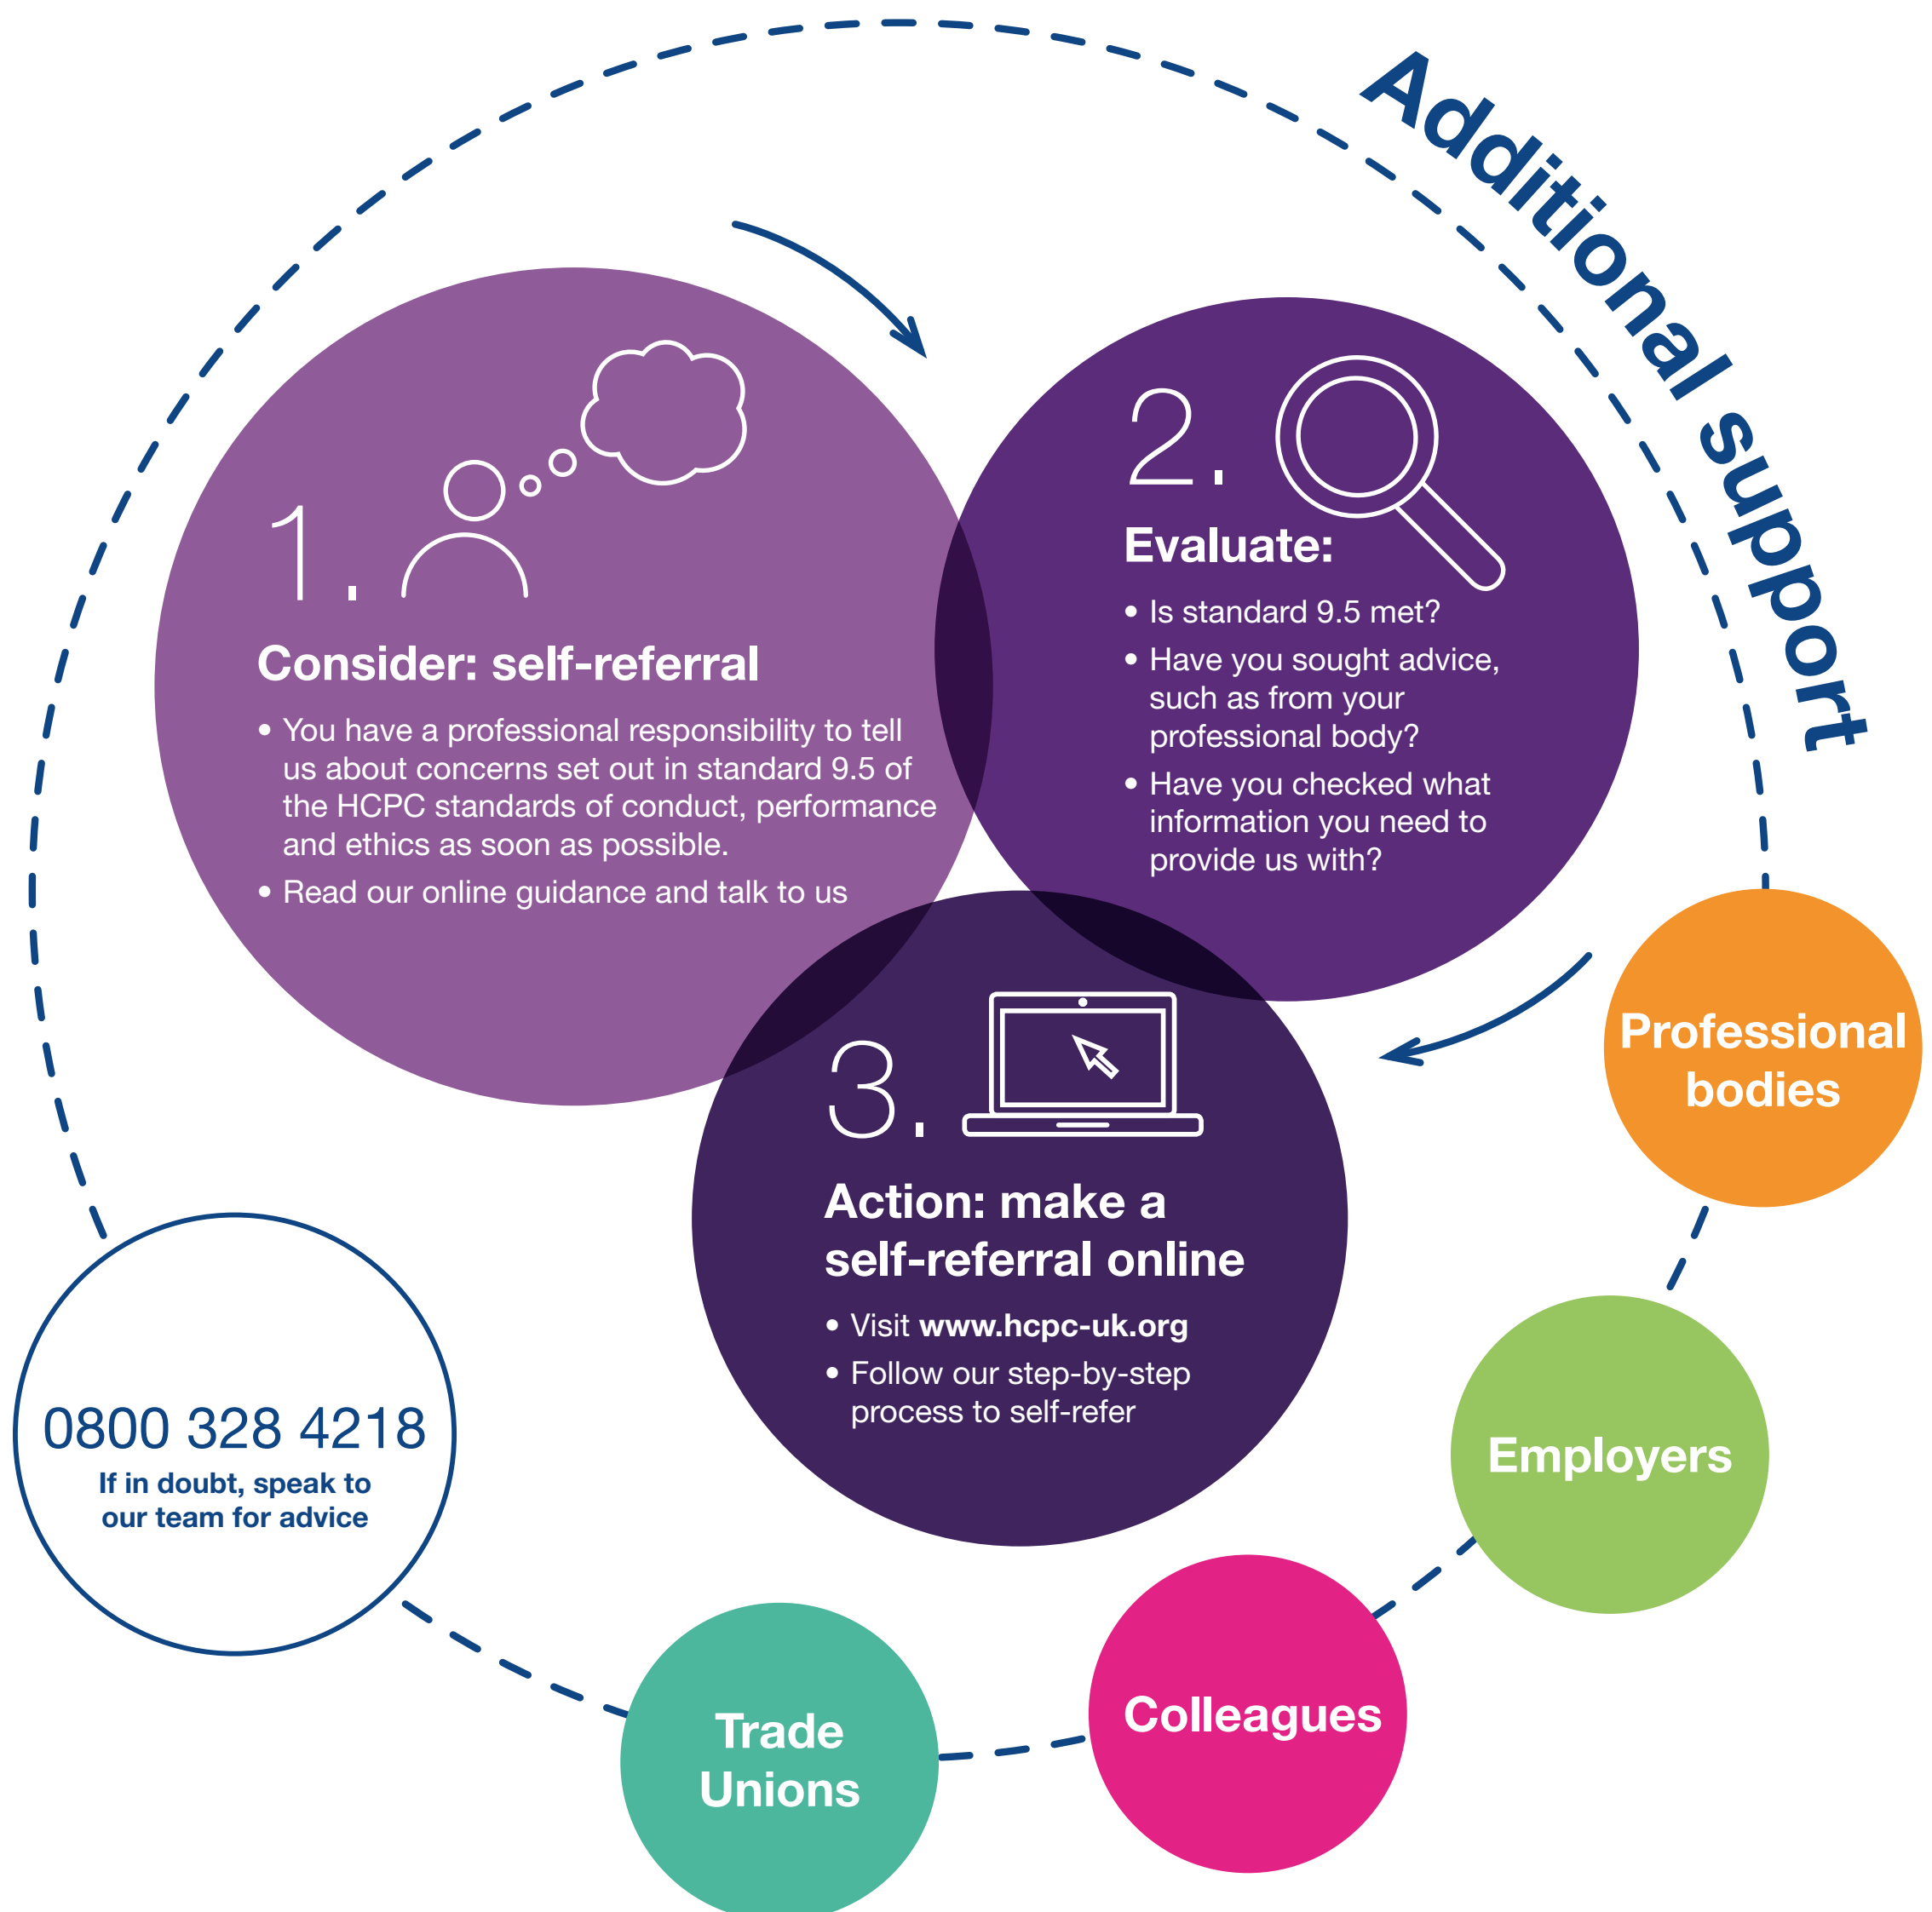 Additional support
1.
Consider: self-referral
• You have a professional responsibility to tell
us about concerns set out in standard 9.5 of
the HCPC standards of conduct, performance
and ethics as soon as possible.
• Read our online guidance and talk to us
2.
Evaluate:
• Is standard 9.5 met?
• Have you sought advice,
such as from your
professional body?
• Have you checked what
information you need to
provide us with?
3.
Action: make a
self-referral online
• Visit www.hcpc-uk.org
• Follow our step-by-step
process to self-refer
Professional
bodies
Employers
Colleagues
Trade
Unions
0800 328 4218
If in doubt, speak to
our team for advice